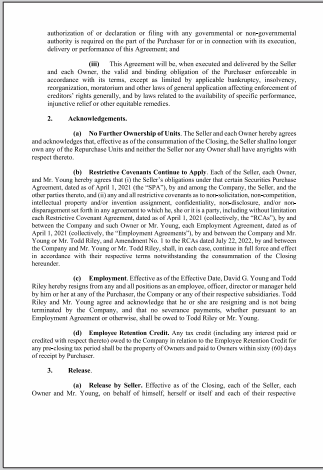 authorization of or declaration or filing with any governmental or non-governmental
authority is required on the part of the Purchaser for or in connection with its execution,
delivery or performance of this Agreement; and
(iii) This Agreement will be, when executed and delivered by the Seller
and each Owner, the valid and binding obligation of the Purchaser enforceable in
accordance with its terms, except as limited by applicable bankruptcy, insolvency,
reorganization, moratorium and other laws of general application affecting enforcement of
creditors' rights generally, and by laws related to the availability of specific performance,
injunctive relief or other equitable remedies.
2. Acknowledgements.
(a) No Further Ownership of Units. The Seller and each Owner hereby agrees
and acknowledges that, effective as of the consummation of the Closing, the Seller shall no longer
own any of the Repurchase Units and neither the Seller nor any Owner shall have any rights with
respect thereto.
(b) Restrictive Covenants Continue to Apply. Each of the Seller, each Owner,
and Mr. Young hereby agrees that (i) the Seller's obligations under that certain Securities Purchase
Agreement, dated as of April 1, 2021 (the "SPA"), by and among the Company, the Seller, and the
other parties thereto, and (ii) any and all restrictive covenants as to non-solicitation, non-competition,
intellectual property and/or invention assignment, confidentiality, non-disclosure, and/or non-
disparagement set forth in any agreement to which he, she or it is a party, including without limitation
each Restrictive Covenant Agreement, dated as of April 1, 2021 (collectively, the "RCAs"), by and
between the Company and such Owner or Mr. Young, each Employment Agreement, dated as of
April 1, 2021 (collectively, the "Employment Agreements"), by and between the Company and Mr.
Young or Mr. Todd Riley, and Amendment No. 1 to the RCAs dated July 22, 2022, by and between
the Company and Mr. Young or Mr. Todd Riley, shall, in each case, continue in full force and effect
in accordance with their respective terms notwithstanding the consummation of the Closing
hereunder.
(c) Employment. Effective as of the Effective Date, David G. Young and Todd
Riley hereby resign from any and all positions as an employee, officer, director or manager held
by him or her at any of the Purchaser, the Company or any of their respective subsidiaries. Todd
Riley and Mr. Young agree and acknowledge that he or she is resigning and is not being
terminated by the Company, and that no severance payments, whether pursuant to an
Employment Agreement or otherwise, shall be owed to Todd Riley or Mr. Young.
(d) Employee Retention Credit. Any tax credit (including any interest paid or
credited with respect thereto) owed to the Company in relation to the Employee Retention Credit for
any pre-closing tax period shall be the property of Owners and paid to Owners within sixty (60) days
of receipt by Purchaser.
3. Release.
(a) Release by Seller. Effective as of the Closing, each of the Seller, each
Owner and Mr. Young, on behalf of himself, herself or itself and each of their respective